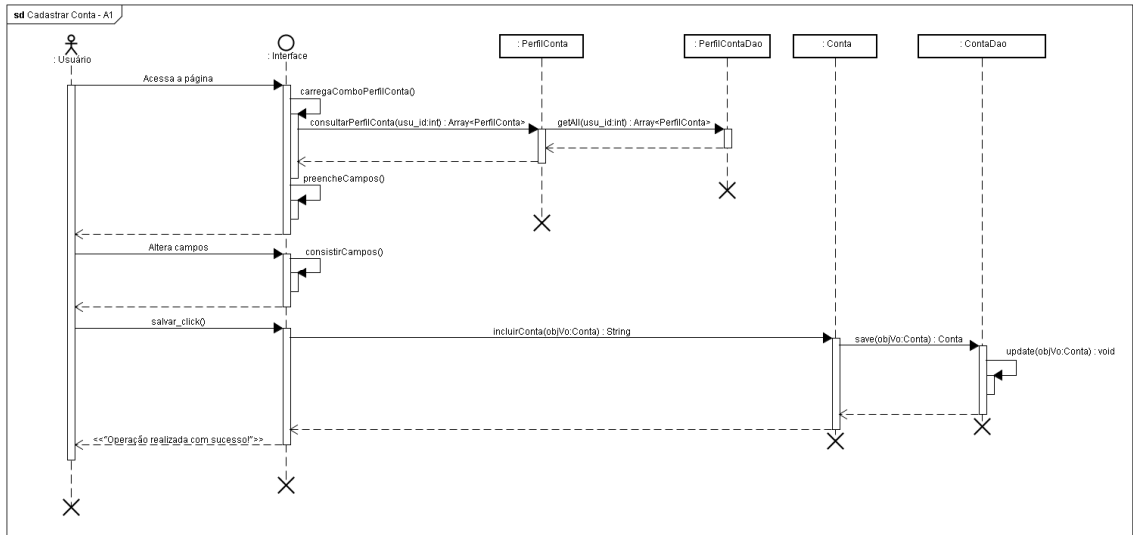 sd Cadastrar Conta - A1
: Usuário
: Interface
: PerfilConta
: PerfilContaDao
: Conta
: ContaDao
Acessa a página
carregaComboPerfilConta()
consultarPerfilConta(usu_id:int) : Array<PerfilConta>
getAll(usu_id:int) : Array<PerfilConta>
preencheCampos()
Altera campos
consistirCampos()
salvar_click()
incluirConta(objVo:Conta) : String
save(objVo:Conta) : Conta
update(objVo:Conta) : void
<<"Operação realizada com sucesso!">>